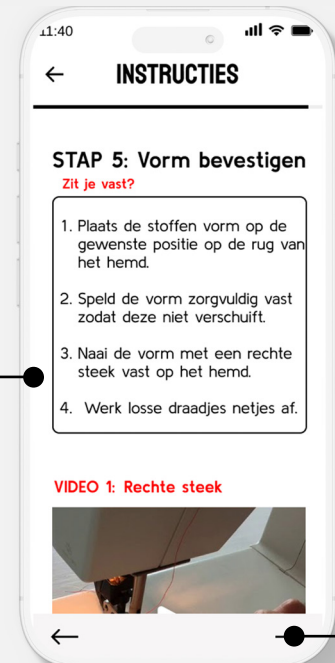 11:40
INSTRUCTIES
STAP 5: Vorm bevestigen
Zit je vast?
1. Plaats de stoffen vorm op de
gewenste positie op de rug van
het hemd.
2. Speld de vorm zorgvuldig vast
zodat deze niet verschuift.
3. Naai de vorm met een rechte
steek vast op het hemd.
4. Werk losse draadjes netjes af.
VIDEO 1: Rechte steek